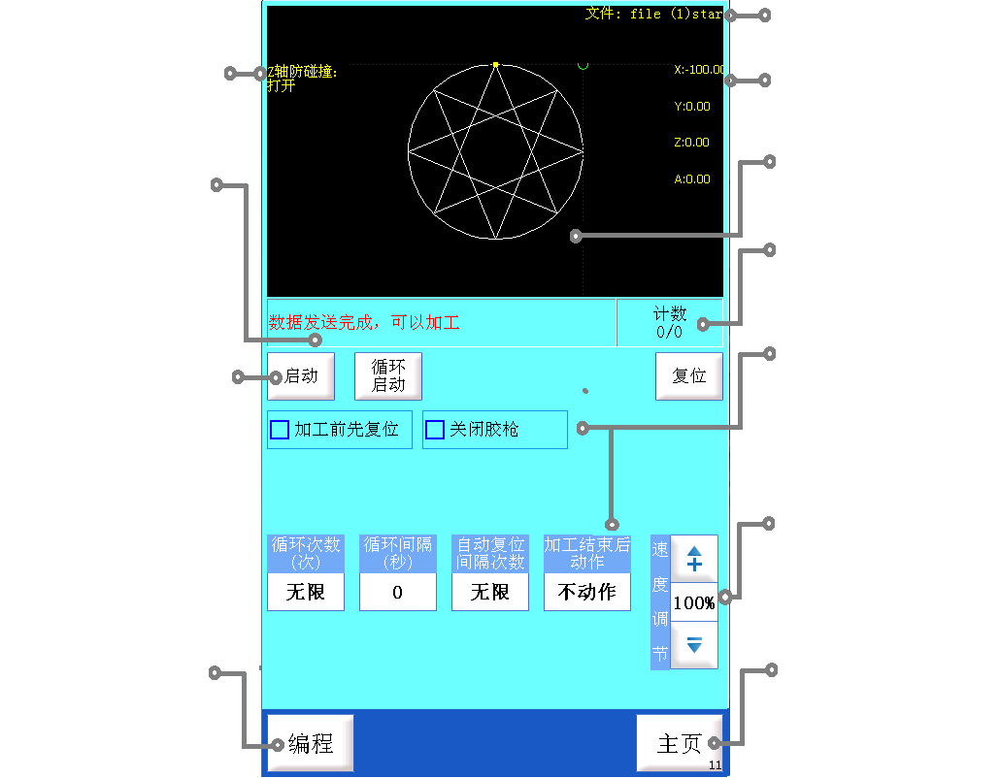 文件: file (1)star
Z轴防碰撞:
打开
X:-100.00
Y:0.00
Z:0.00
A:0.00
数据发送完成，可以加工
计数
0/0
启动
循环
启动
复位
加工前先复位
关闭胶枪
循环次数
(次)
无限
循环间隔
(秒)
0
自动复位
间隔次数
无限
加工结束后
动作
不动作
速
度
调
节
100%
编程
主页
11